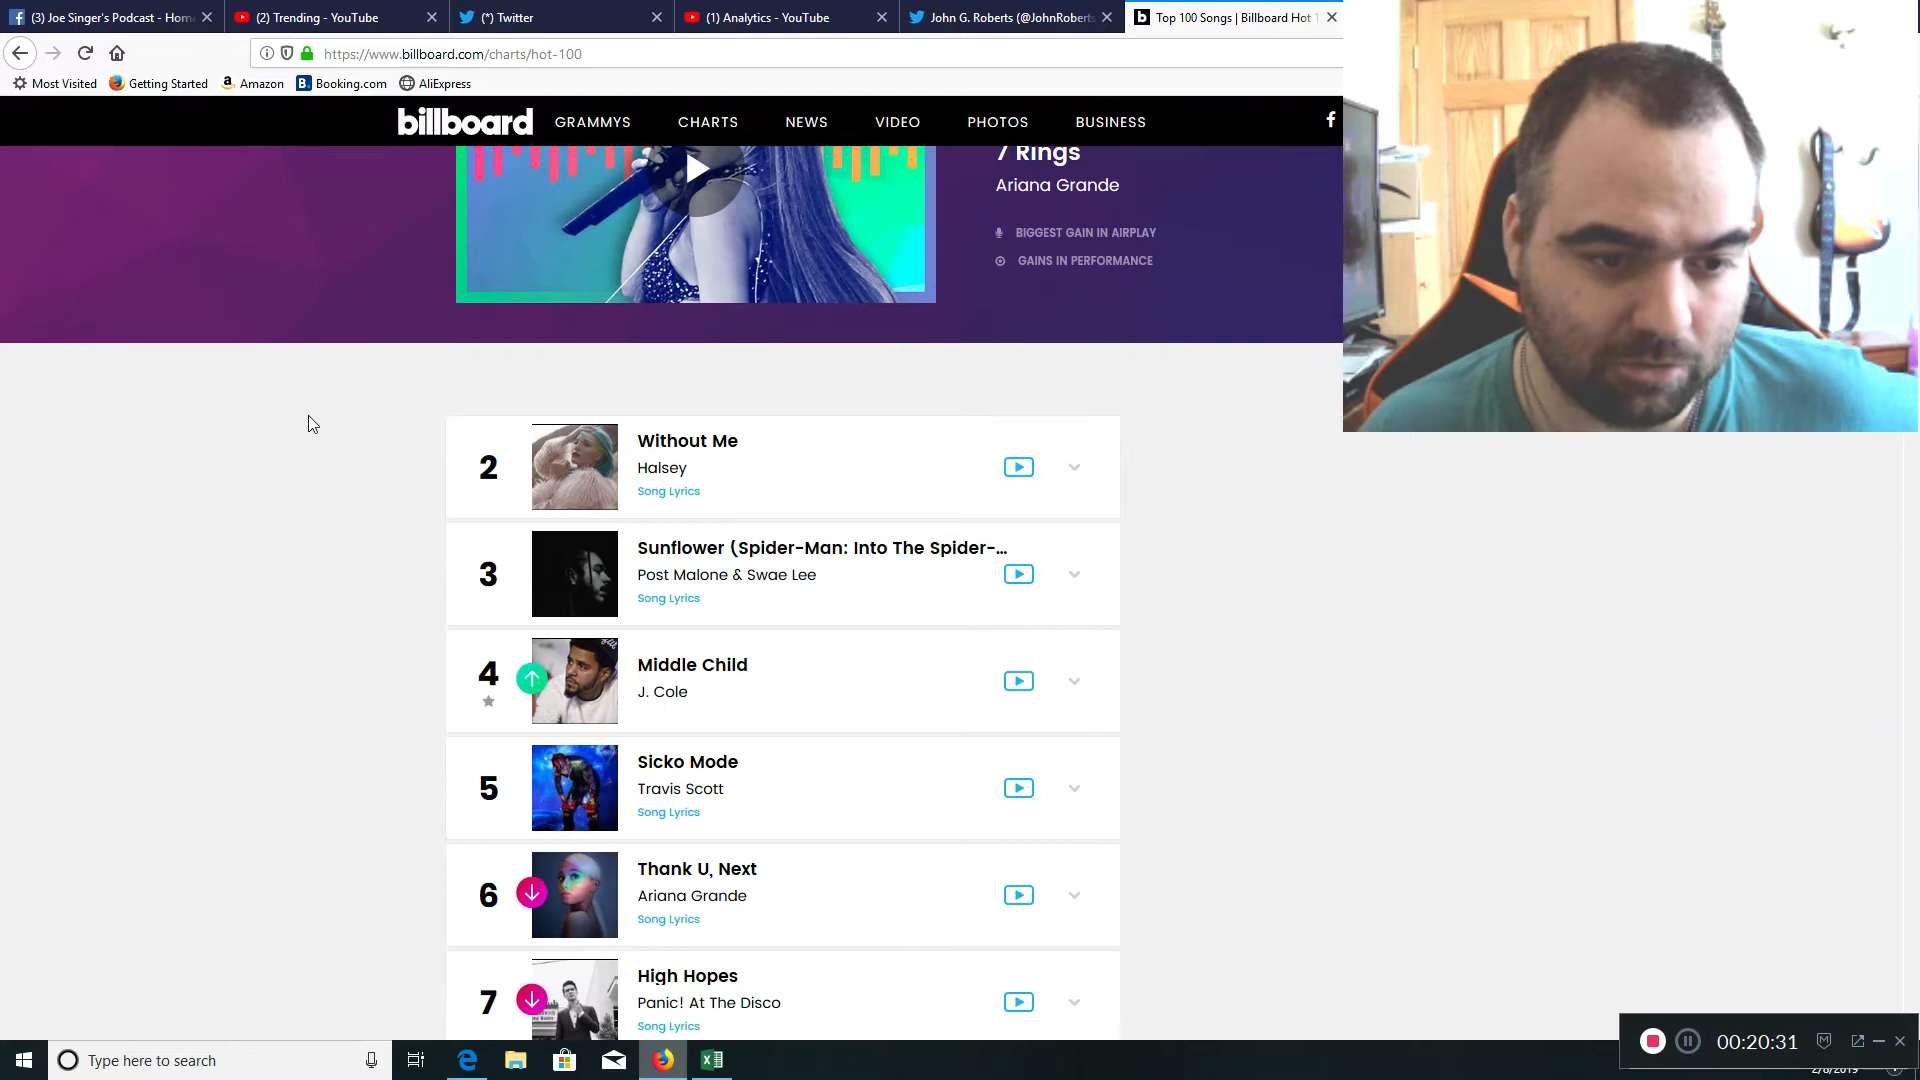 (3) Joe Singer's Podcast - Hom
(2) Trending - YouTube
(*) Twitter
(1) Analytics - YouTube
John G. Roberts (@JohnRoberts
Top 100 Songs | Billboard Hot 1
https://www.billboard.com/charts/hot-100
Most Visited
Getting Started
Amazon
Booking.com
AliExpress
billboard
GRAMMYS
CHARTS
NEWS
VIDEO
PHOTOS
BUSINESS
7 Rings
Ariana Grande
BIGGEST GAIN IN AIRPLAY
GAINS IN PERFORMANCE
2
Without Me
Halsey
Song Lyrics
3
Sunflower (Spider-Man: Into The Spider-...
Post Malone & Swae Lee
Song Lyrics
4
Middle Child
J. Cole
5
Sicko Mode
Travis Scott
Song Lyrics
6
Thank U, Next
Ariana Grande
Song Lyrics
7
High Hopes
Panic! At The Disco
Song Lyrics
Type here to search
00:20:31